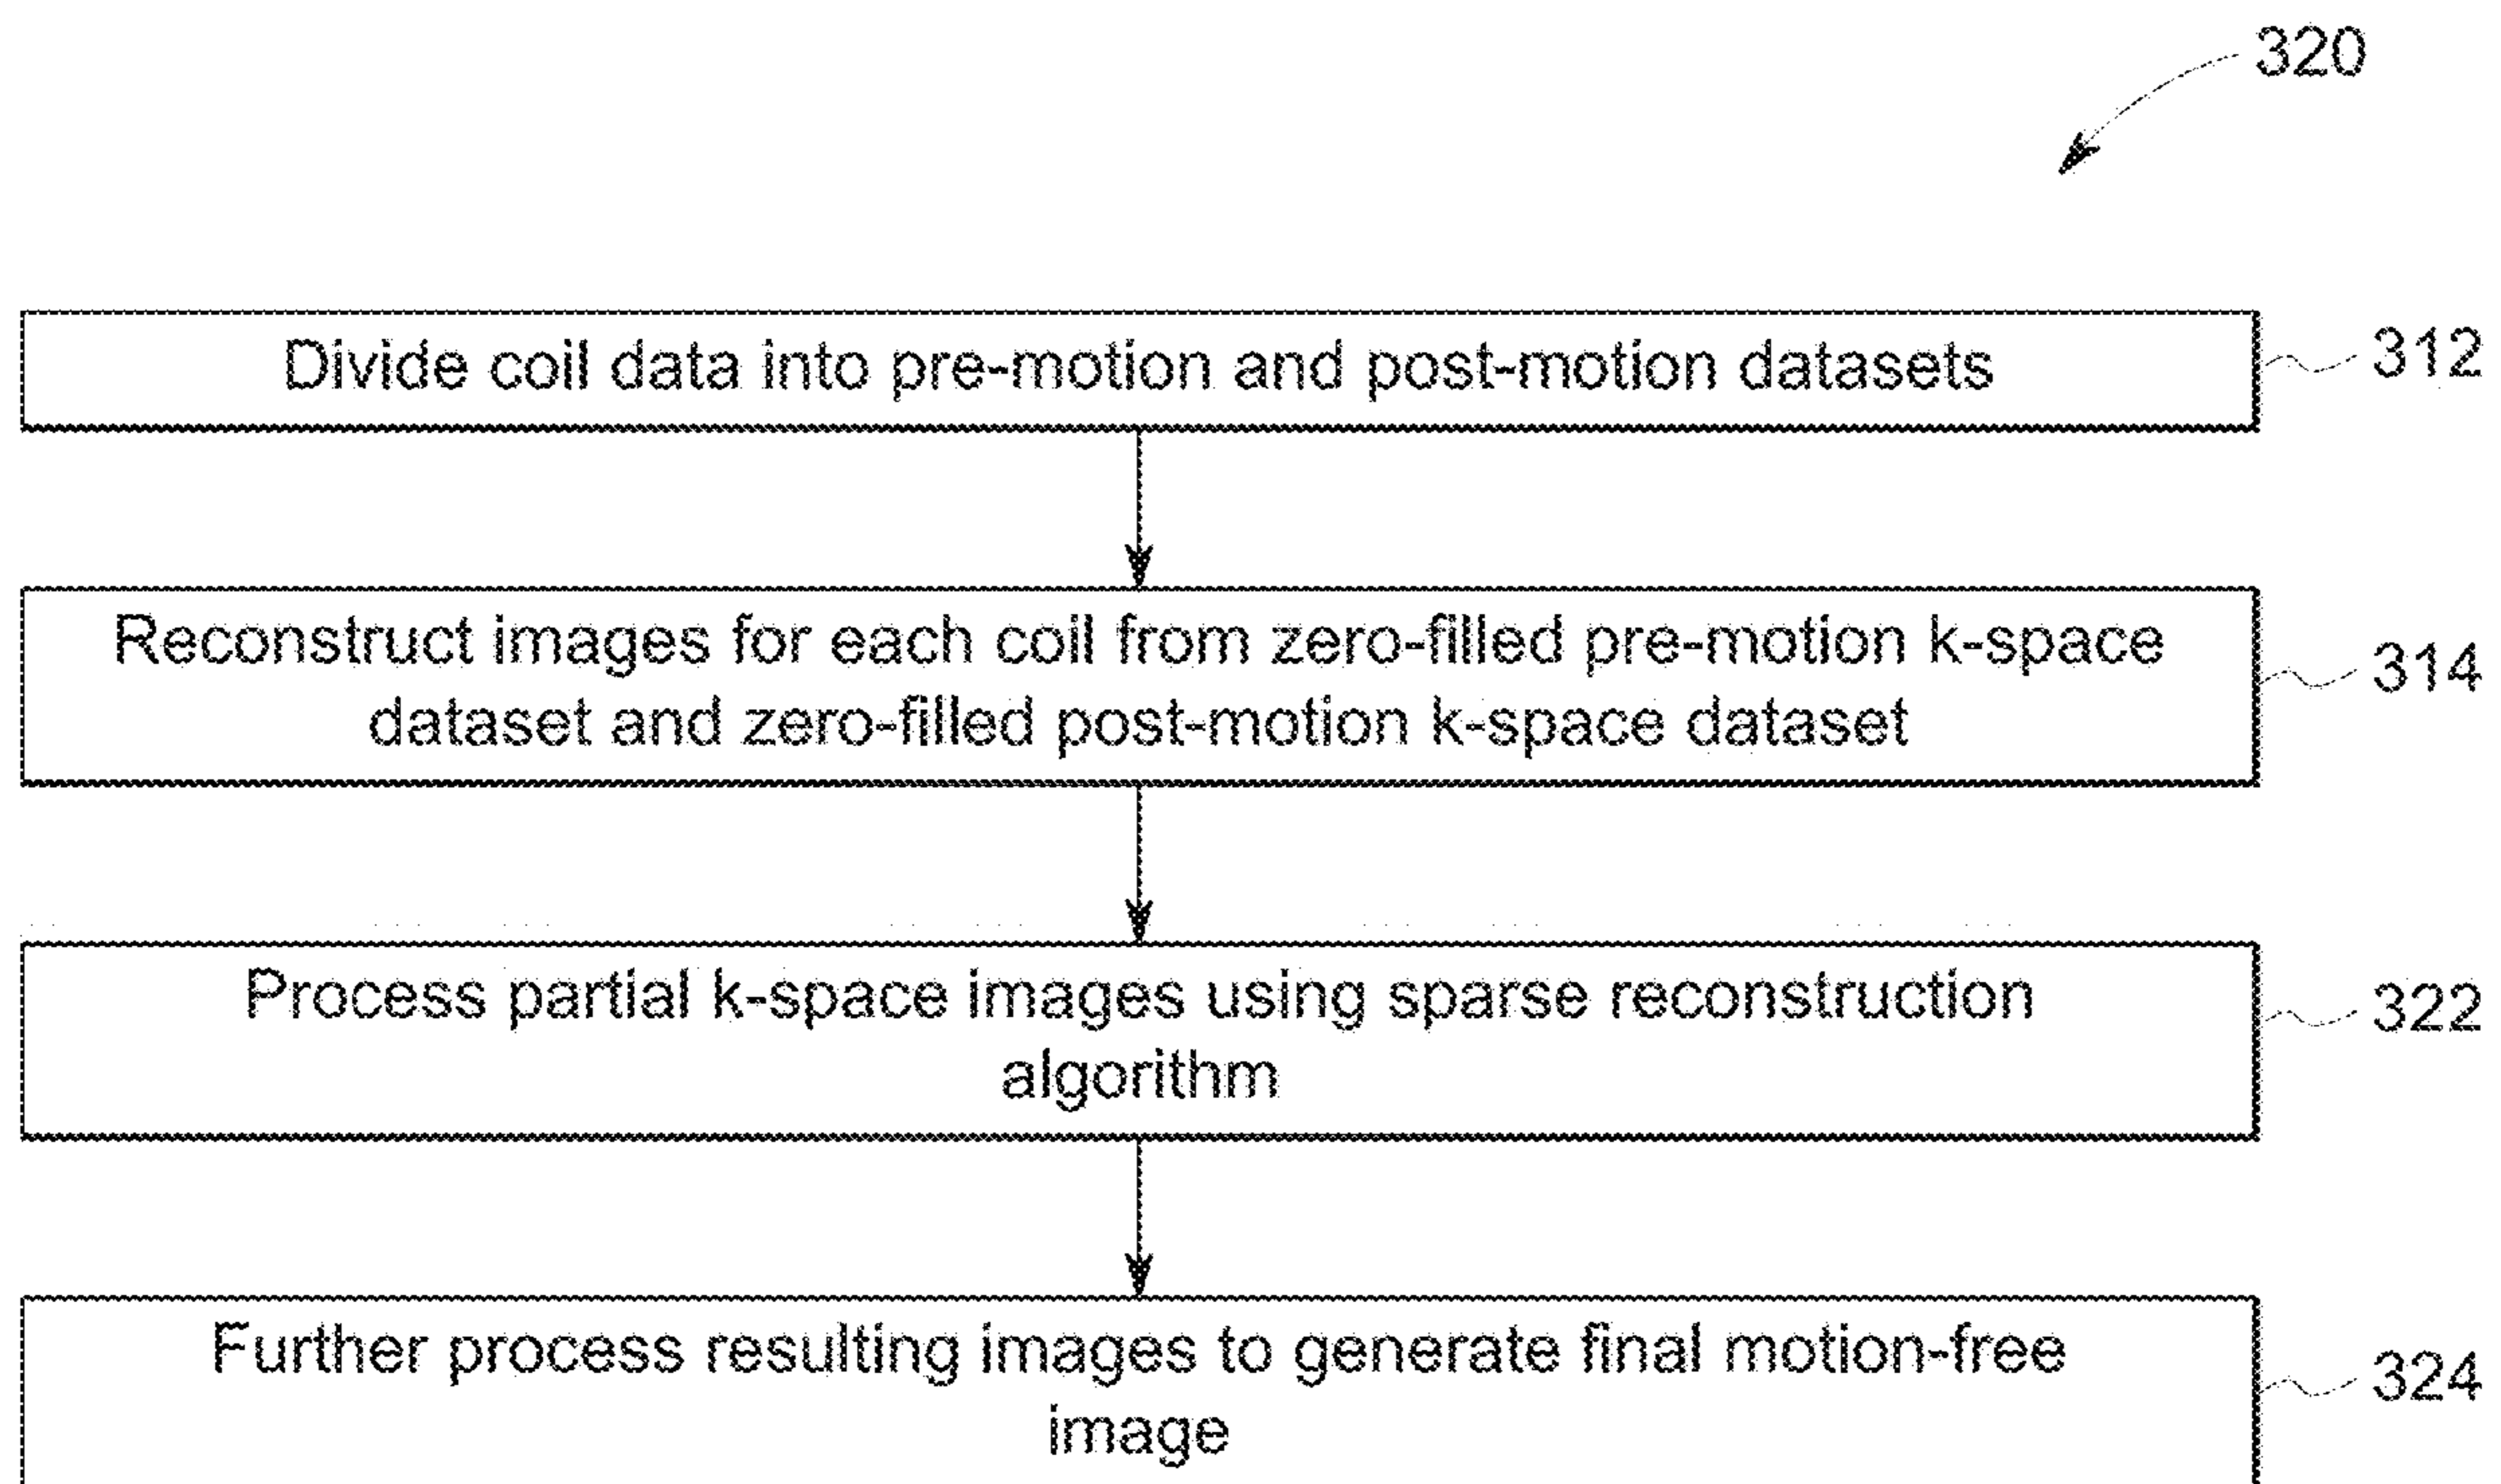 320
Divide coil data into pre-motion and post-motion datasets
312
Reconstruct images for each coil from zero-filled pre-motion k-space
dataset and zero-filled post-motion k-space dataset
314
Process partial k-space images using sparse reconstruction
algorithm
322
Further process resulting images to generate final motion-free
image
324